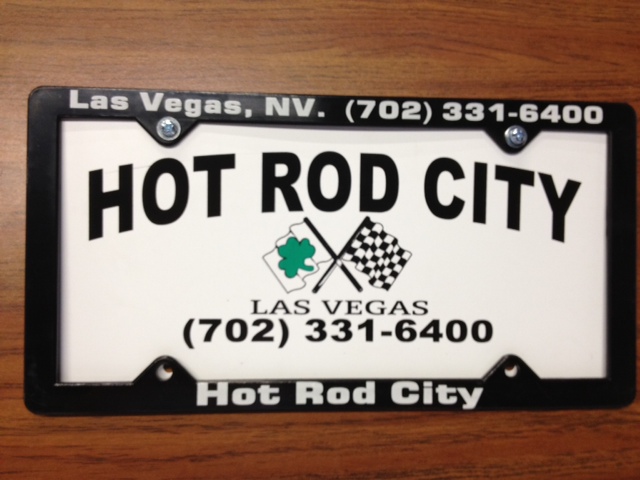 Las Vegas, NV. (702) 331-6400
HOT ROD CITY
LAS VEGAS
(702) 331-6400
Hot Rod City